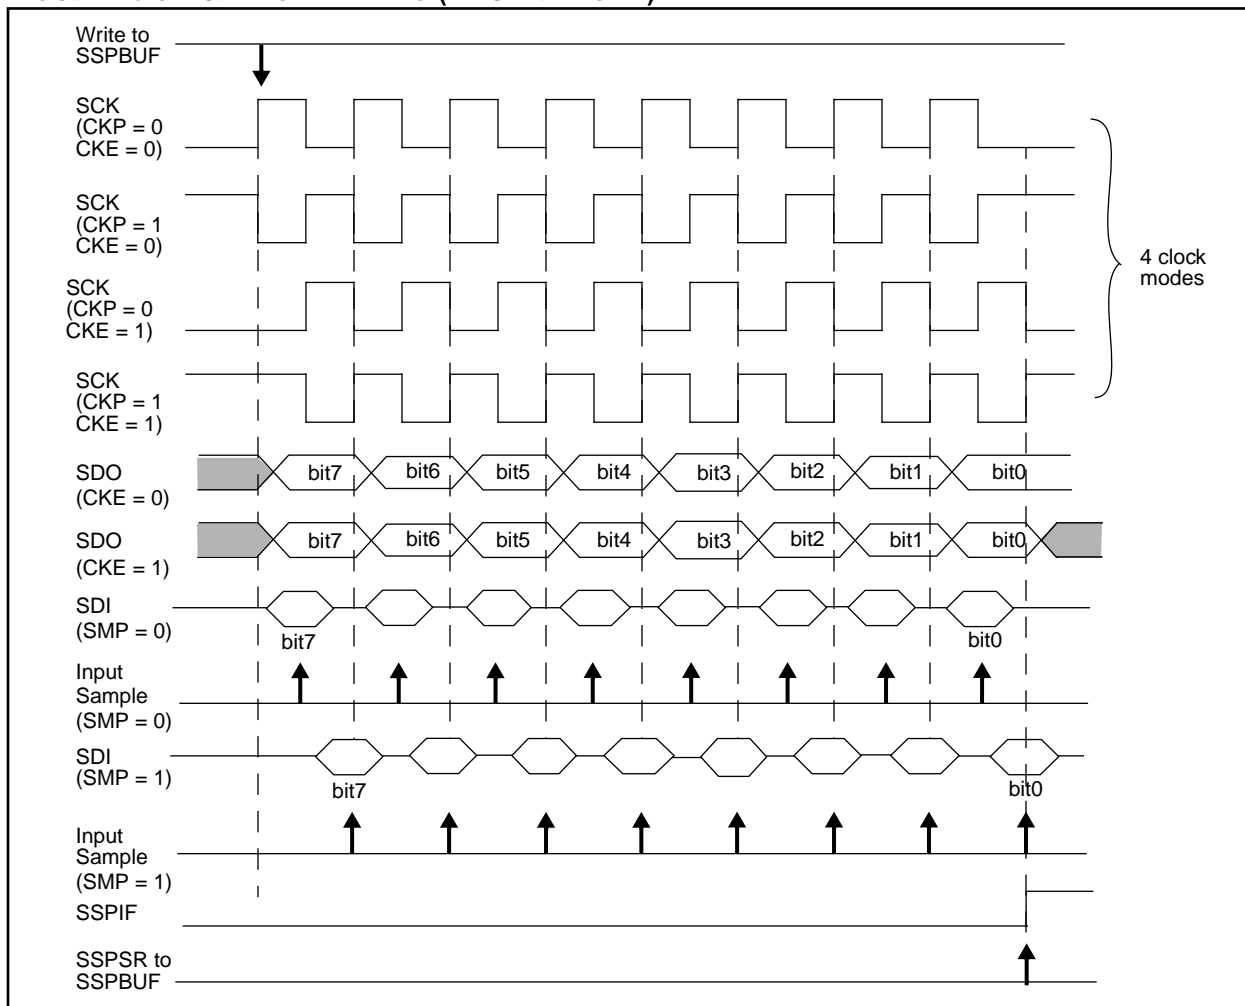 Write to
SSPBUF
SCK
(CKP = 0
CKE = 0)
SCK
(CKP = 1
CKE = 0)
4 clock
modes
SCK
(CKP = 0
CKE = 1)
SCK
(CKP = 1
CKE = 1)
SDO
(CKE = 0)
bit7 bit6 bit5 bit4 bit3 bit2 bit1 bit0
SDO
(CKE = 1)
bit7 bit6 bit5 bit4 bit3 bit2 bit1 bit0
SDI
(SMP = 0)
bit7 bit0
Input
Sample
(SMP = 0)
SDI
(SMP = 1)
bit7 bit0
Input
Sample
(SMP = 1)
SSPIF
SSPSR to
SSPBUF